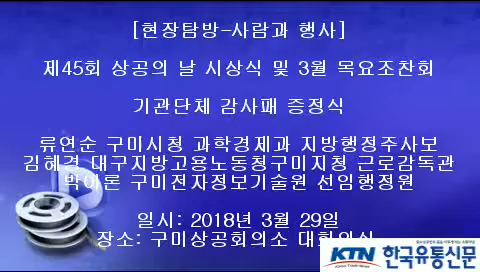 [현장탐방-사람과 행사]
제45회 상공의 날 시상식 및 3월 목요조찬회
기관단체 감사패 증정식
류연순 구미시청 과학경제과 지방행정주사보
김혜경 대구지방고용노동청구미지청 근로감독관
박이론 구미전자정보기술원 선임행정원
일시: 2018년 3월 29일
장소: 구미상공회의소 대회의실
KTN 한국유통신문